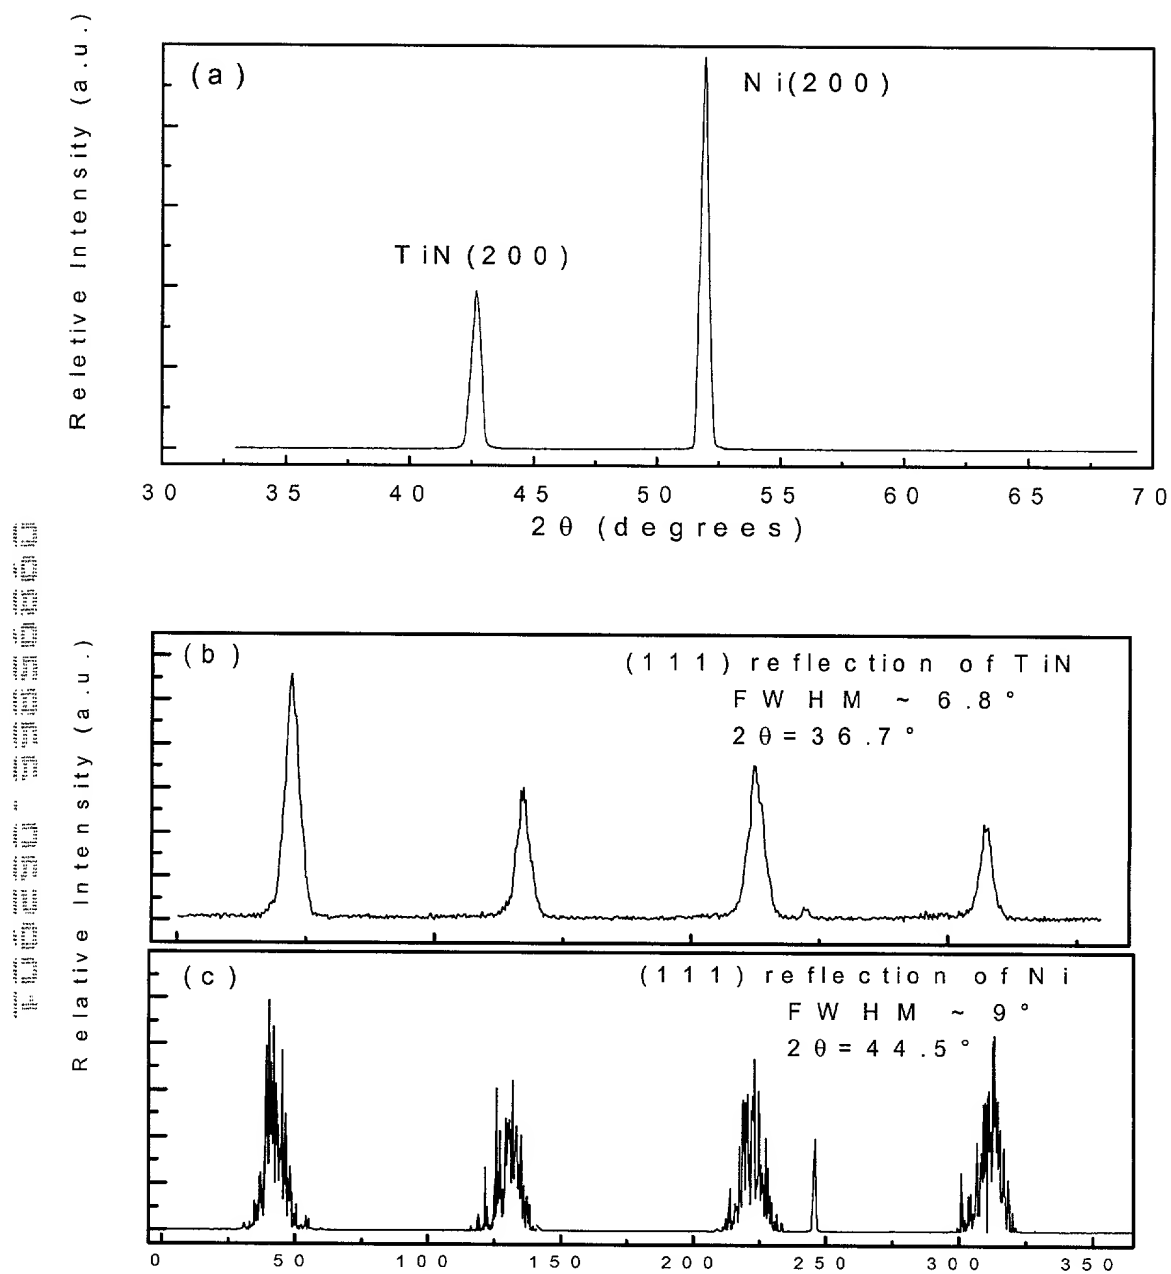 (a)
Ni(200)
TiN(200)
Reletive Intensity (a.u.)
30 35 40 45 50 55 60 65 70
2θ (degrees)
(b)
(111) reflection of TiN
FWHM ~ 6.8°
2θ=36.7°
Relative Intensity (a.u.)
(c)
(111) reflection of Ni
FWHM ~ 9°
2θ=44.5°
0 50 100 150 200 250 300 350